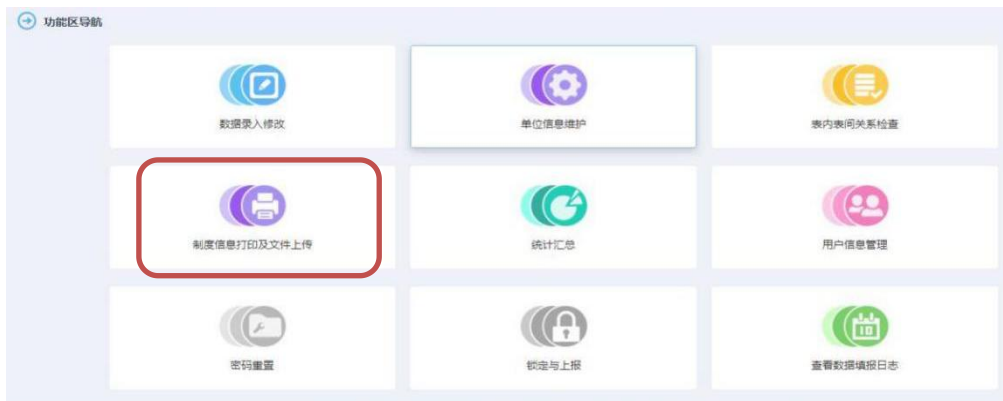 功能区导航
数据录入修改
单位信息维护
表内表间关系检查
制度信息打印及文件上传
统计汇总
用户信息管理
密码重置
锁定与上报
10
查看数据填报日志